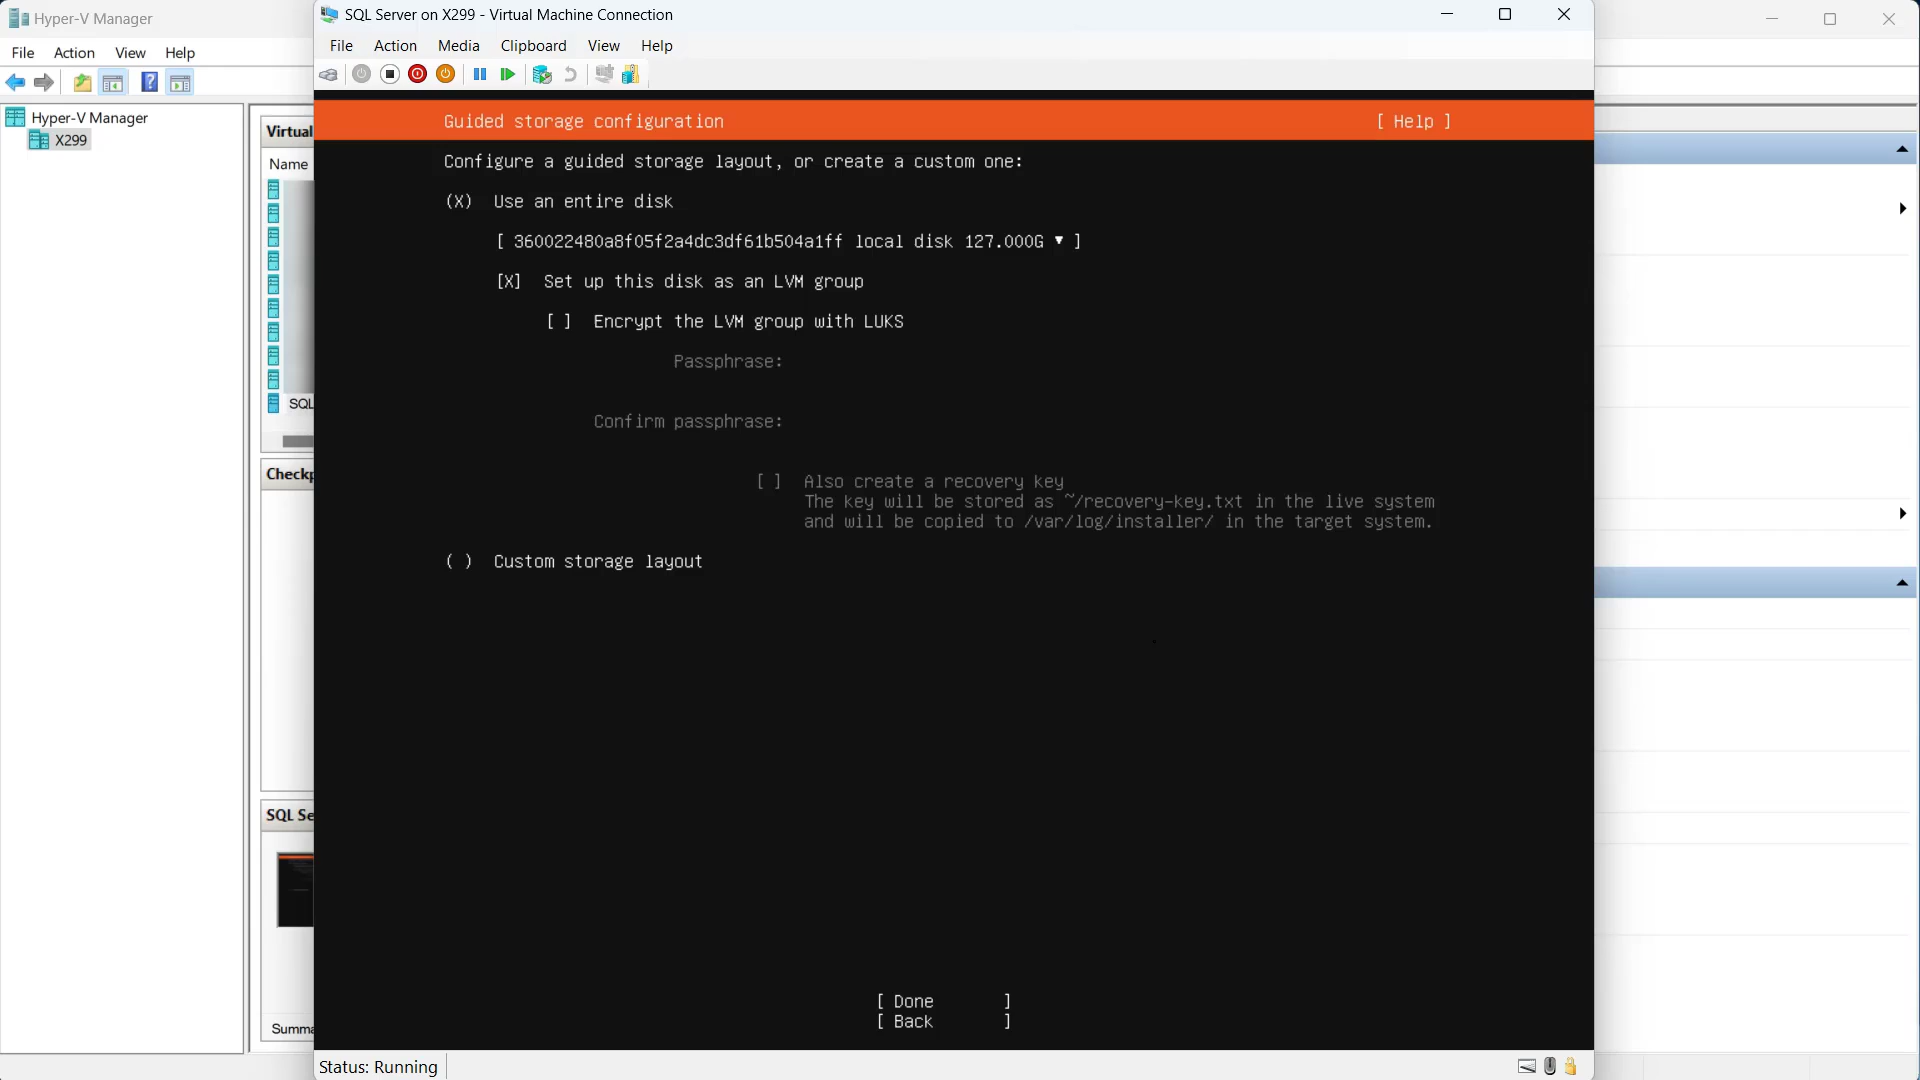 Hyper-V Manager
File Action View Help
Hyper-V Manager
X299
Virtual
Name
SQL
Checkp
SQL Se
Summa
SQL Server on X299 - Virtual Machine Connection
File Action Media Clipboard View Help
Guided storage configuration [ Help ]
Configure a guided storage layout, or create a custom one:
(X) Use an entire disk
[ 360022480a8f05f2a4dc3df61b504a1ff local disk 127.000G ▾ ]
[X] Set up this disk as an LVM group
[ ] Encrypt the LVM group with LUKS
Passphrase:
Confirm passphrase:
[ ] Also create a recovery key
The key will be stored as ~/recovery-key.txt in the live system
and will be copied to /var/log/installer/ in the target system.
( ) Custom storage layout
[ Done ]
[ Back ]
Status: Running